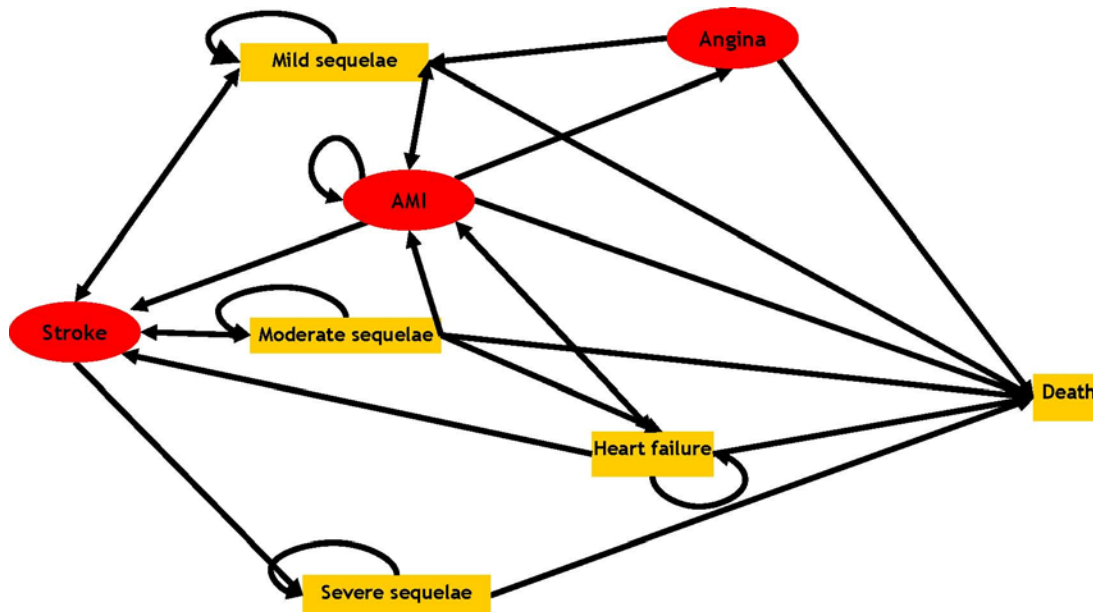 Angina
Mild sequelae
AMI
Stroke
Moderate sequelae
Death
Heart failure
Severe sequelae